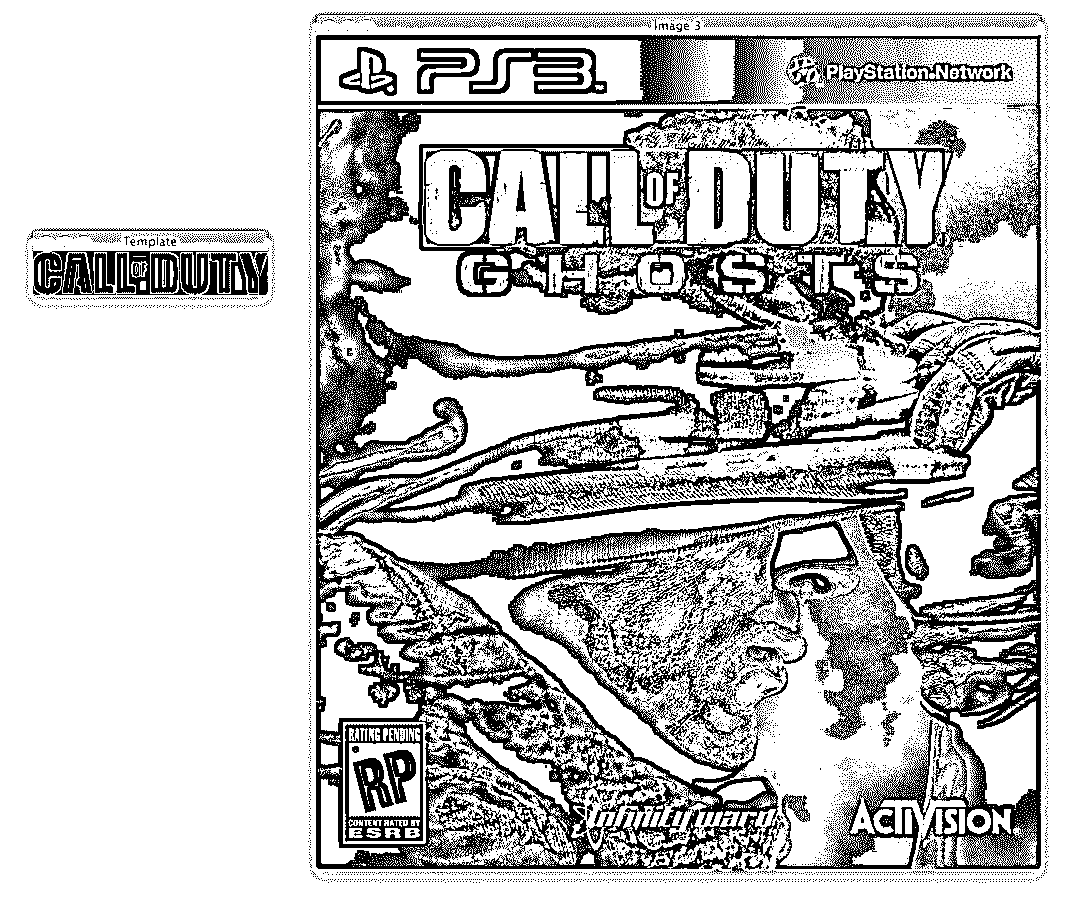 Image 3
PS3
PlayStation Network
CALL OF DUTY
GHOSTS
Template
CALL OF DUTY
RATING PENDING
RP
CONTENT RATED BY
ESRB
Infinity ward
ACTIVISION